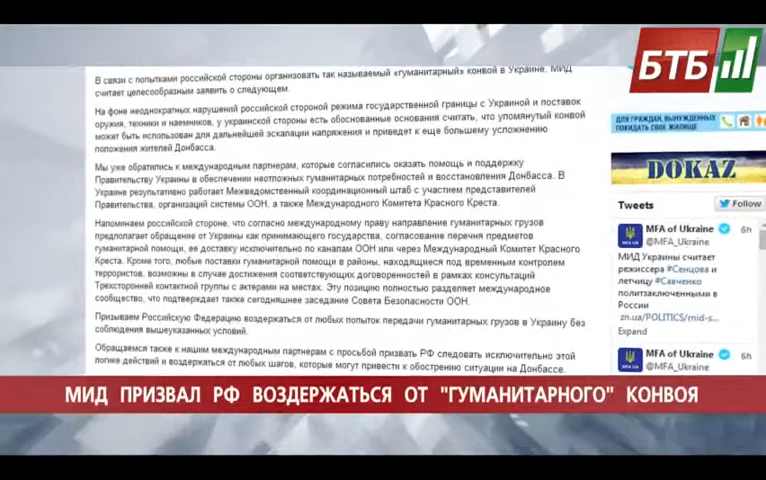 БТБ
В связи с попытками российской стороны организовать так называемый «гуманитарный» конвой в Украине, МИД
считает целесообразным заявить о следующем.
На фоне неоднократных нарушений российской стороной режима государственной границы с Украиной и поставок
оружия, техники и наемников, у украинской стороны есть обоснованные основания считать, что упомянутый конвой
может быть использован для дальнейшей эскалации напряжения и приведет к еще большему усложнению
положения жителей Донбасса.
Мы уже обратились к международным партнерам, которые согласились оказать помощь и поддержку
Правительству Украины в обеспечении неотложных гуманитарных потребностей и восстановления Донбасса. В
Украине результативно работает Межведомственный координационный штаб с участием представителей
Правительства, организаций системы ООН, а также Международного Комитета Красного Креста.
Напоминаем российской стороне, что согласно международному праву направление гуманитарных грузов
предполагает обращение от Украины как принимающего государства, согласование перечня предметов
гуманитарной помощи, ее доставку исключительно по каналам ООН или через Международный Комитет Красного
Креста. Кроме того, любые поставки гуманитарной помощи в районы, находящиеся под временным контролем
террористов, возможны в случае достижения соответствующих договоренностей в рамках консультаций
Трехсторонней контактной группы с актерами на местах. Эту позицию полностью разделяет международное
сообщество, что подтверждает также сегодняшнее заседание Совета Безопасности ООН.
Призываем Российскую Федерацию воздержаться от любых попыток передачи гуманитарных грузов в Украину без
соблюдения вышеуказанных условий.
Обращаемся также к нашим международным партнерам с просьбой призвать РФ следовать исключительно этой
логике действий и воздержаться от любых шагов, которые могут привести к обострению ситуации на Донбассе.
ДЛЯ ГРАЖДАН, ВЫНУЖДЕННЫХ
ПОКИДАТЬ СВОЕ ЖИЛИЩЕ
DOKAZ
Tweets
Follow
MFA of Ukraine 6h
@MFA_Ukraine
МИД Украины считает
режиссера #Сенцова и
летчицу #Савченко
политзаключенными в
России
zn.ua/POLITICS/mid-s...
Expand
MFA of Ukraine 6h
@MFA_Ukraine
МИД ПРИЗВАЛ РФ ВОЗДЕРЖАТЬСЯ ОТ "ГУМАНИТАРНОГО" КОНВОЯ